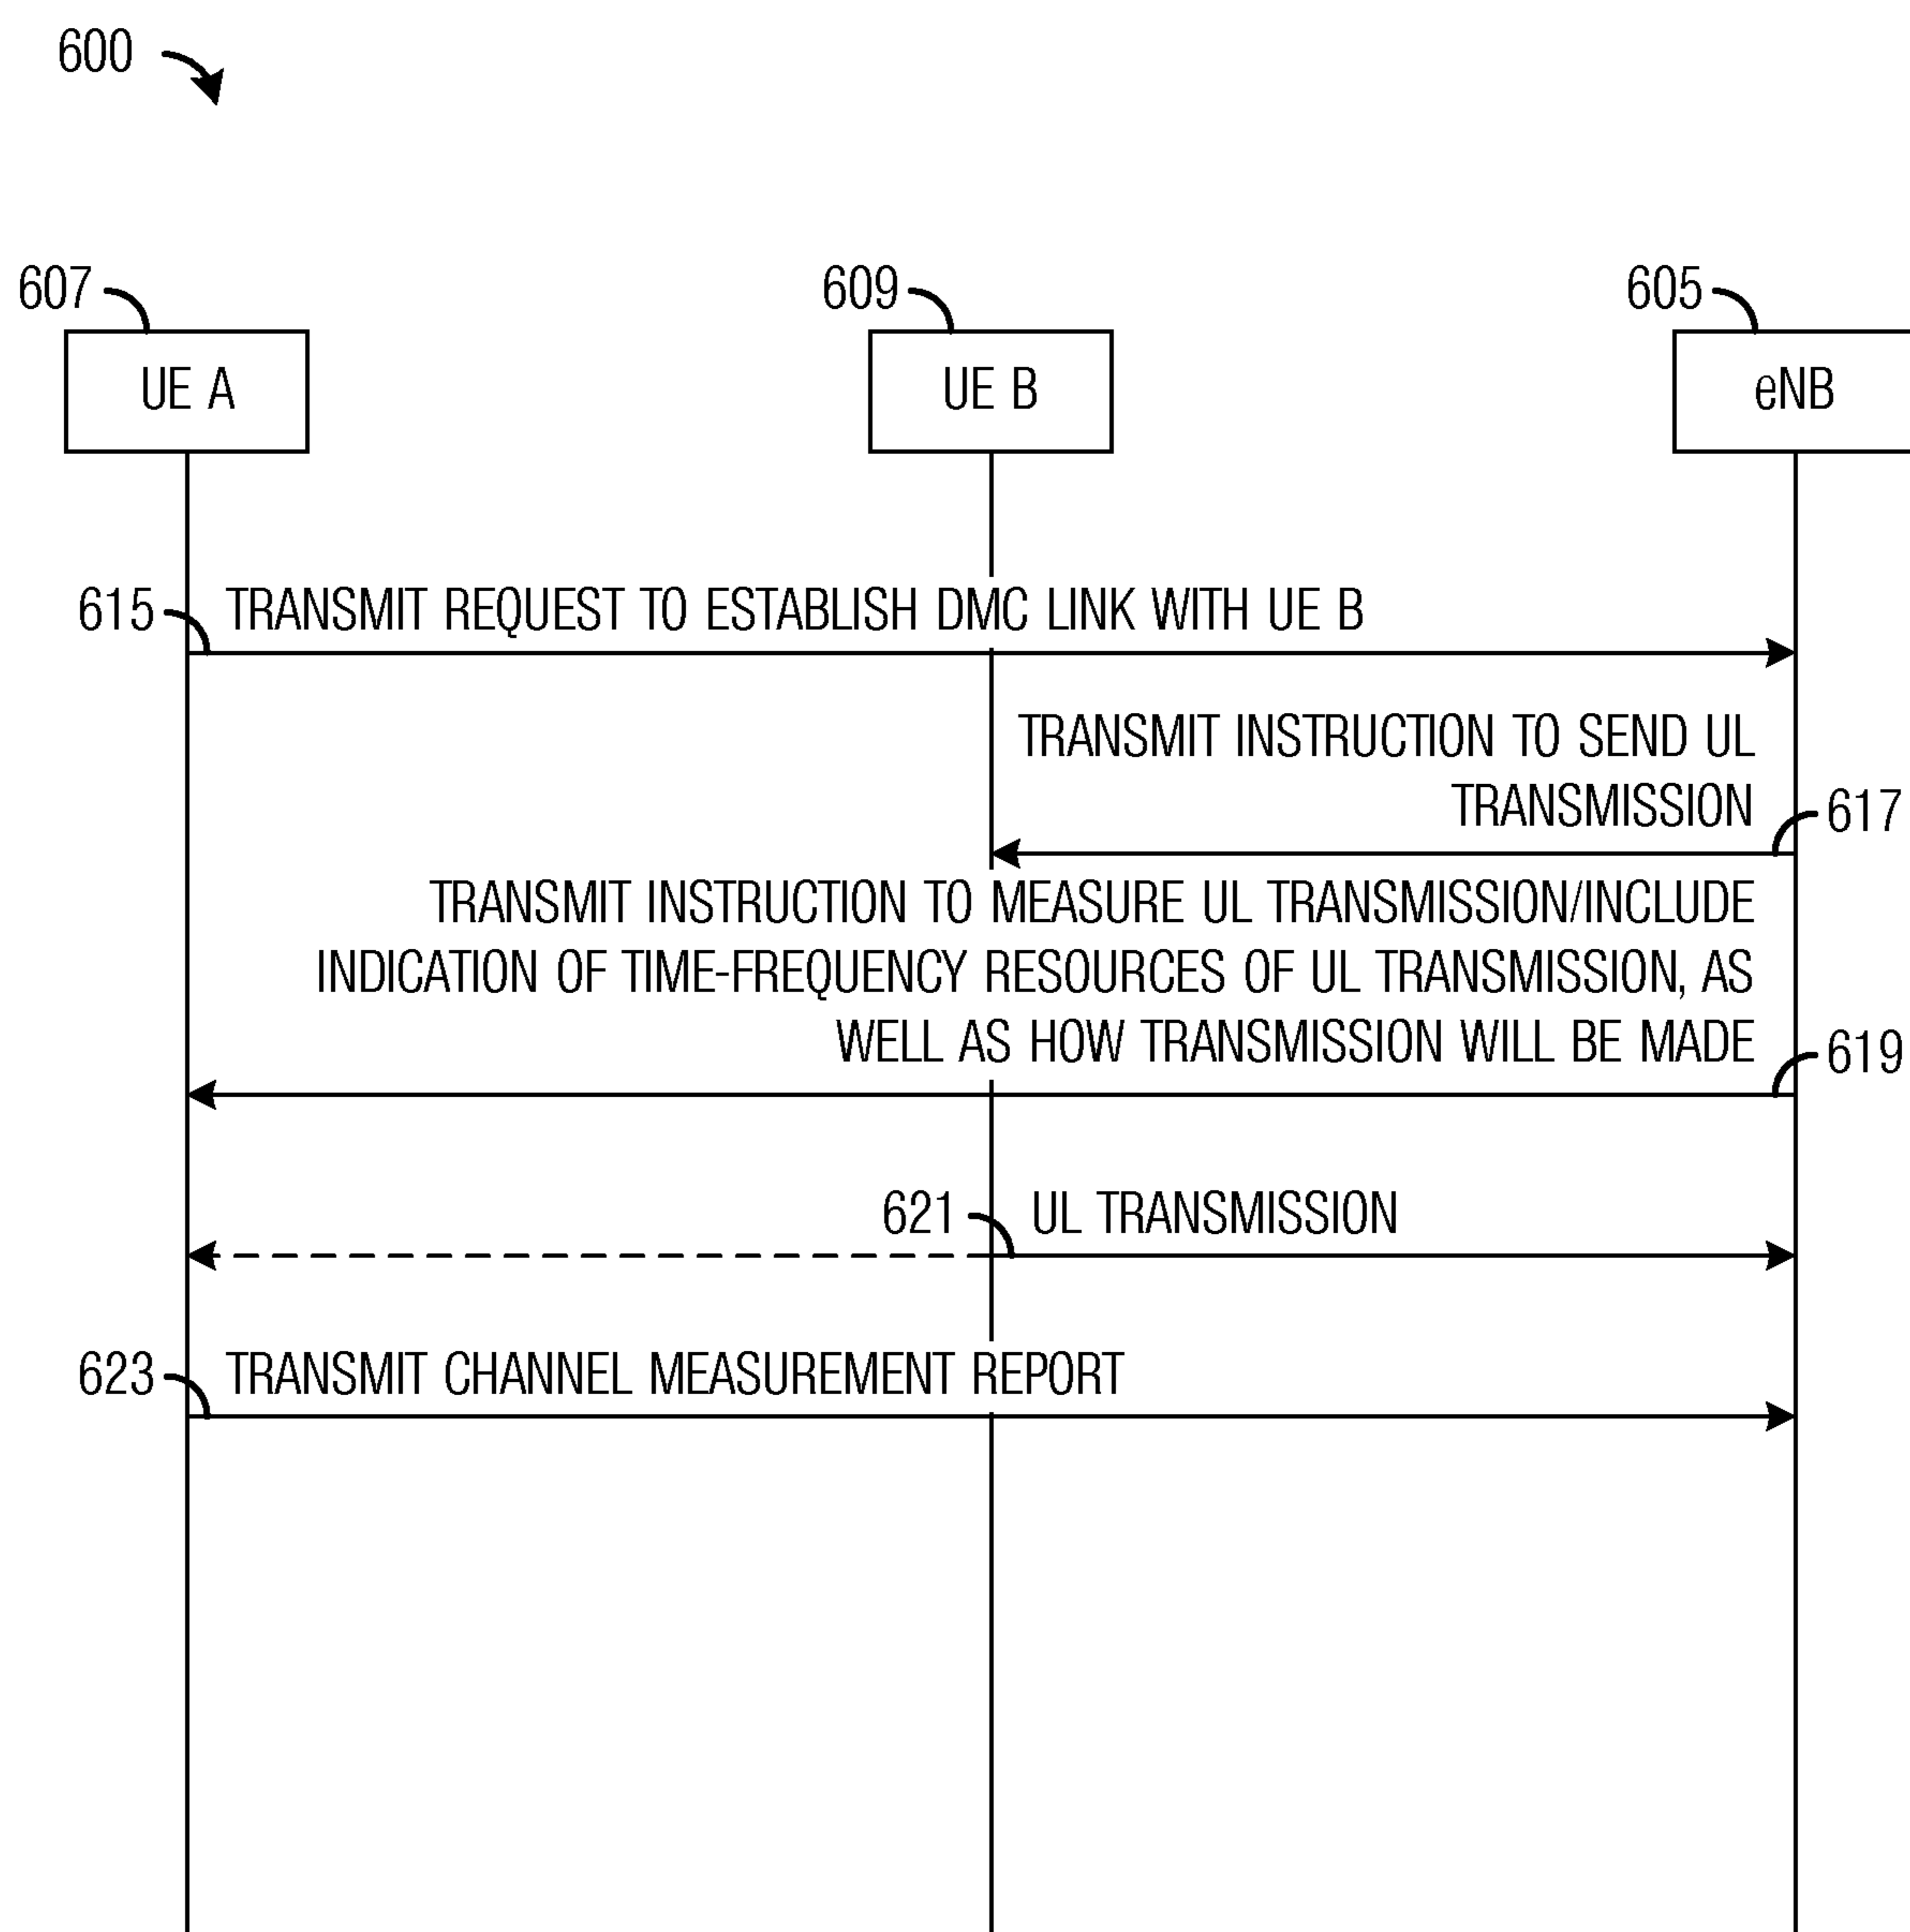 600
607
609
605
UE A
UE B
eNB
615
TRANSMIT REQUEST TO ESTABLISH DMC LINK WITH UE B
TRANSMIT INSTRUCTION TO SEND UL
TRANSMISSION
617
TRANSMIT INSTRUCTION TO MEASURE UL TRANSMISSION/INCLUDE
INDICATION OF TIME-FREQUENCY RESOURCES OF UL TRANSMISSION, AS
WELL AS HOW TRANSMISSION WILL BE MADE
619
621
UL TRANSMISSION
623
TRANSMIT CHANNEL MEASUREMENT REPORT